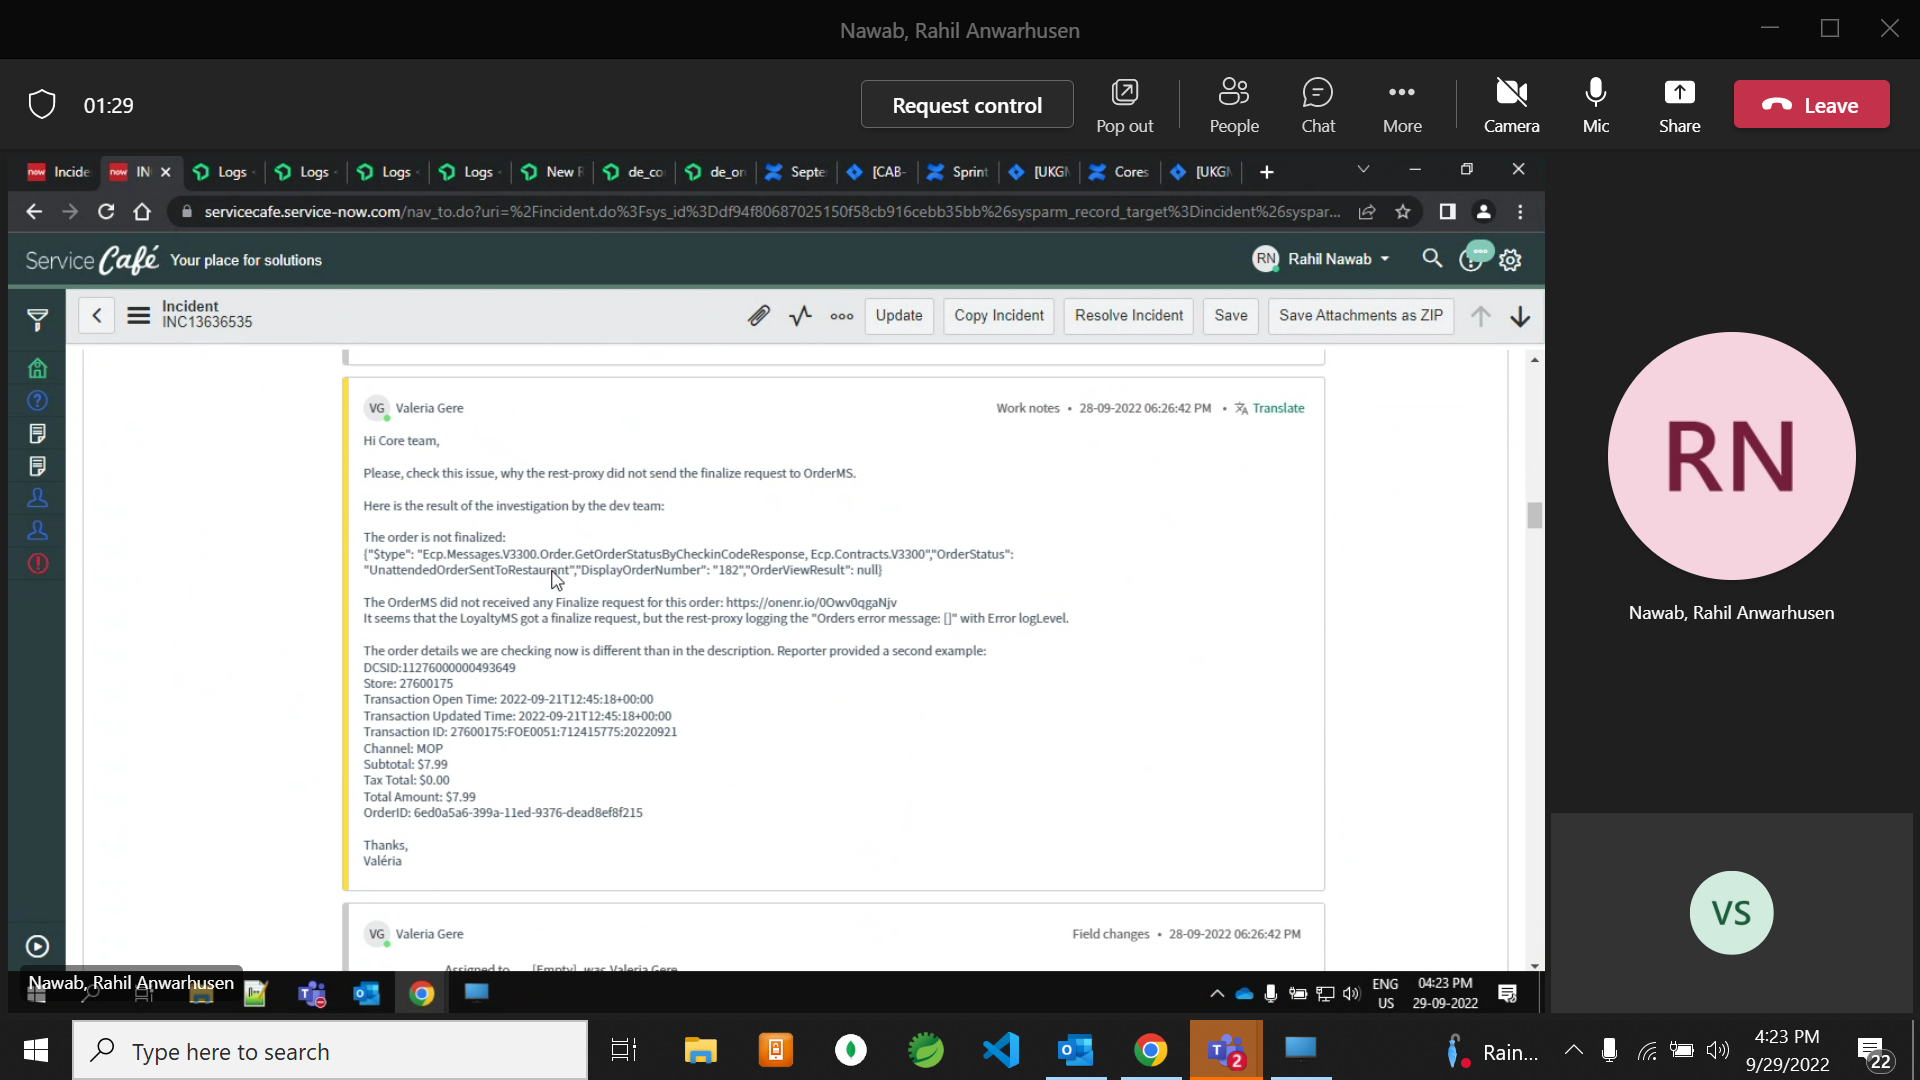 Nawab, Rahil Anwarhusen
01:29
Request control
Pop out
People
Chat
More
Camera
Mic
Share
Leave
Incide
IN
Logs
Logs
Logs
Logs
New R
de_co
de_or
Septe
[CAB-
Sprint
[UKGM
Cores
[UKGM
servicecafe.service-now.com/nav_to.do?uri=%2Fincident.do%3Fsys_id%3Ddf94f80687025150f58cb916cebb35bb%26sysparm_record_target%3Dincident%26syspar...
Service Café Your place for solutions
RN Rahil Nawab
Incident
INC13636535
Update
Copy Incident
Resolve Incident
Save
Save Attachments as ZIP
VG Valeria Gere
Work notes • 28-09-2022 06:26:42 PM • Translate
Hi Core team,
Please, check this issue, why the rest-proxy did not send the finalize request to OrderMS.
Here is the result of the investigation by the dev team:
The order is not finalized:
{"$type": "Ecp.Messages.V3300.Order.GetOrderStatusByCheckinCodeResponse, Ecp.Contracts.V3300","OrderStatus":
"UnattendedOrderSentToRestaurant","DisplayOrderNumber": "182","OrderViewResult": null}
The OrderMS did not received any Finalize request for this order: https://onenr.io/0Owv0qgaNjv
It seems that the LoyaltyMS got a finalize request, but the rest-proxy logging the "Orders error message: []" with Error logLevel.
The order details we are checking now is different than in the description. Reporter provided a second example:
DCSID:11276000000493649
Store: 27600175
Transaction Open Time: 2022-09-21T12:45:18+00:00
Transaction Updated Time: 2022-09-21T12:45:18+00:00
Transaction ID: 27600175:FOE0051:712415775:20220921
Channel: MOP
Subtotal: $7.99
Tax Total: $0.00
Total Amount: $7.99
OrderID: 6ed0a5a6-399a-11ed-9376-dead8ef8f215
Thanks,
Valéria
VG Valeria Gere
Field changes • 28-09-2022 06:26:42 PM
Assigned to [Empty] was Valeria Gere
RN
Nawab, Rahil Anwarhusen
VS
Nawab, Rahil Anwarhusen
ENG
US
04:23 PM
29-09-2022
Type here to search
2
Rain...
4:23 PM
9/29/2022
22